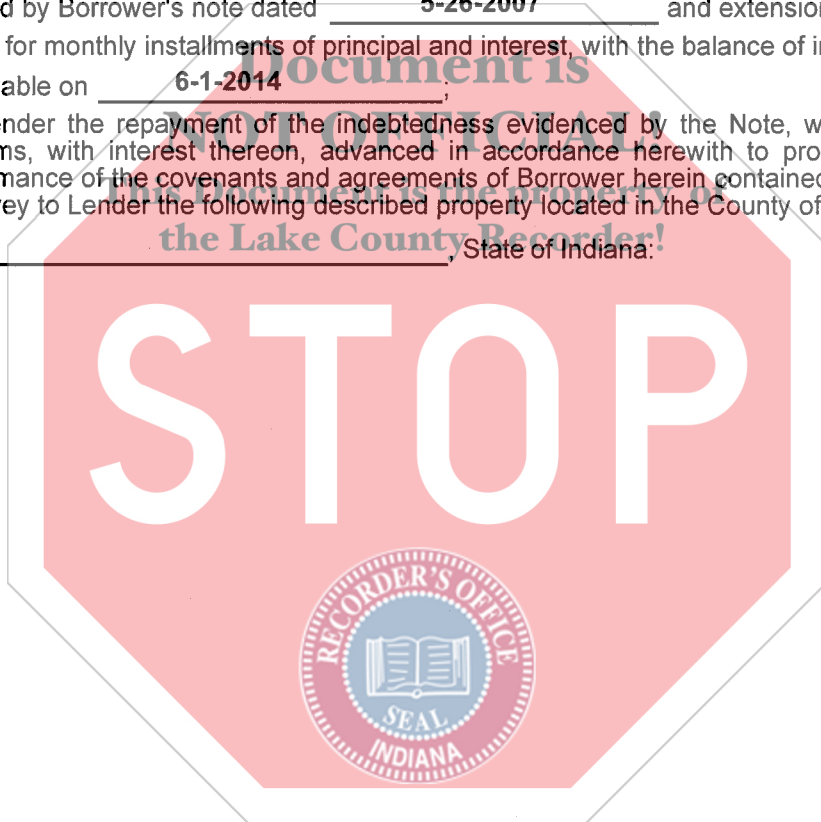 d by Borrower's note dated 5-26-2007 and extension
for monthly installments of principal and interest, with the balance of in
Document is
able on 6-1-2014 ;
nder the repayment of the indebtedness evidenced by the Note, w
NOT OFFICIAL!
ms, with interest thereon, advanced in accordance herewith to pro
mance of the covenants and agreements of Borrower herein contained
This Document is the property of
ey to Lender the following described property located in the County of
the Lake County Recorder!
, State of Indiana:
STOP
RECORDER'S OFFICE
SEAL
INDIANA